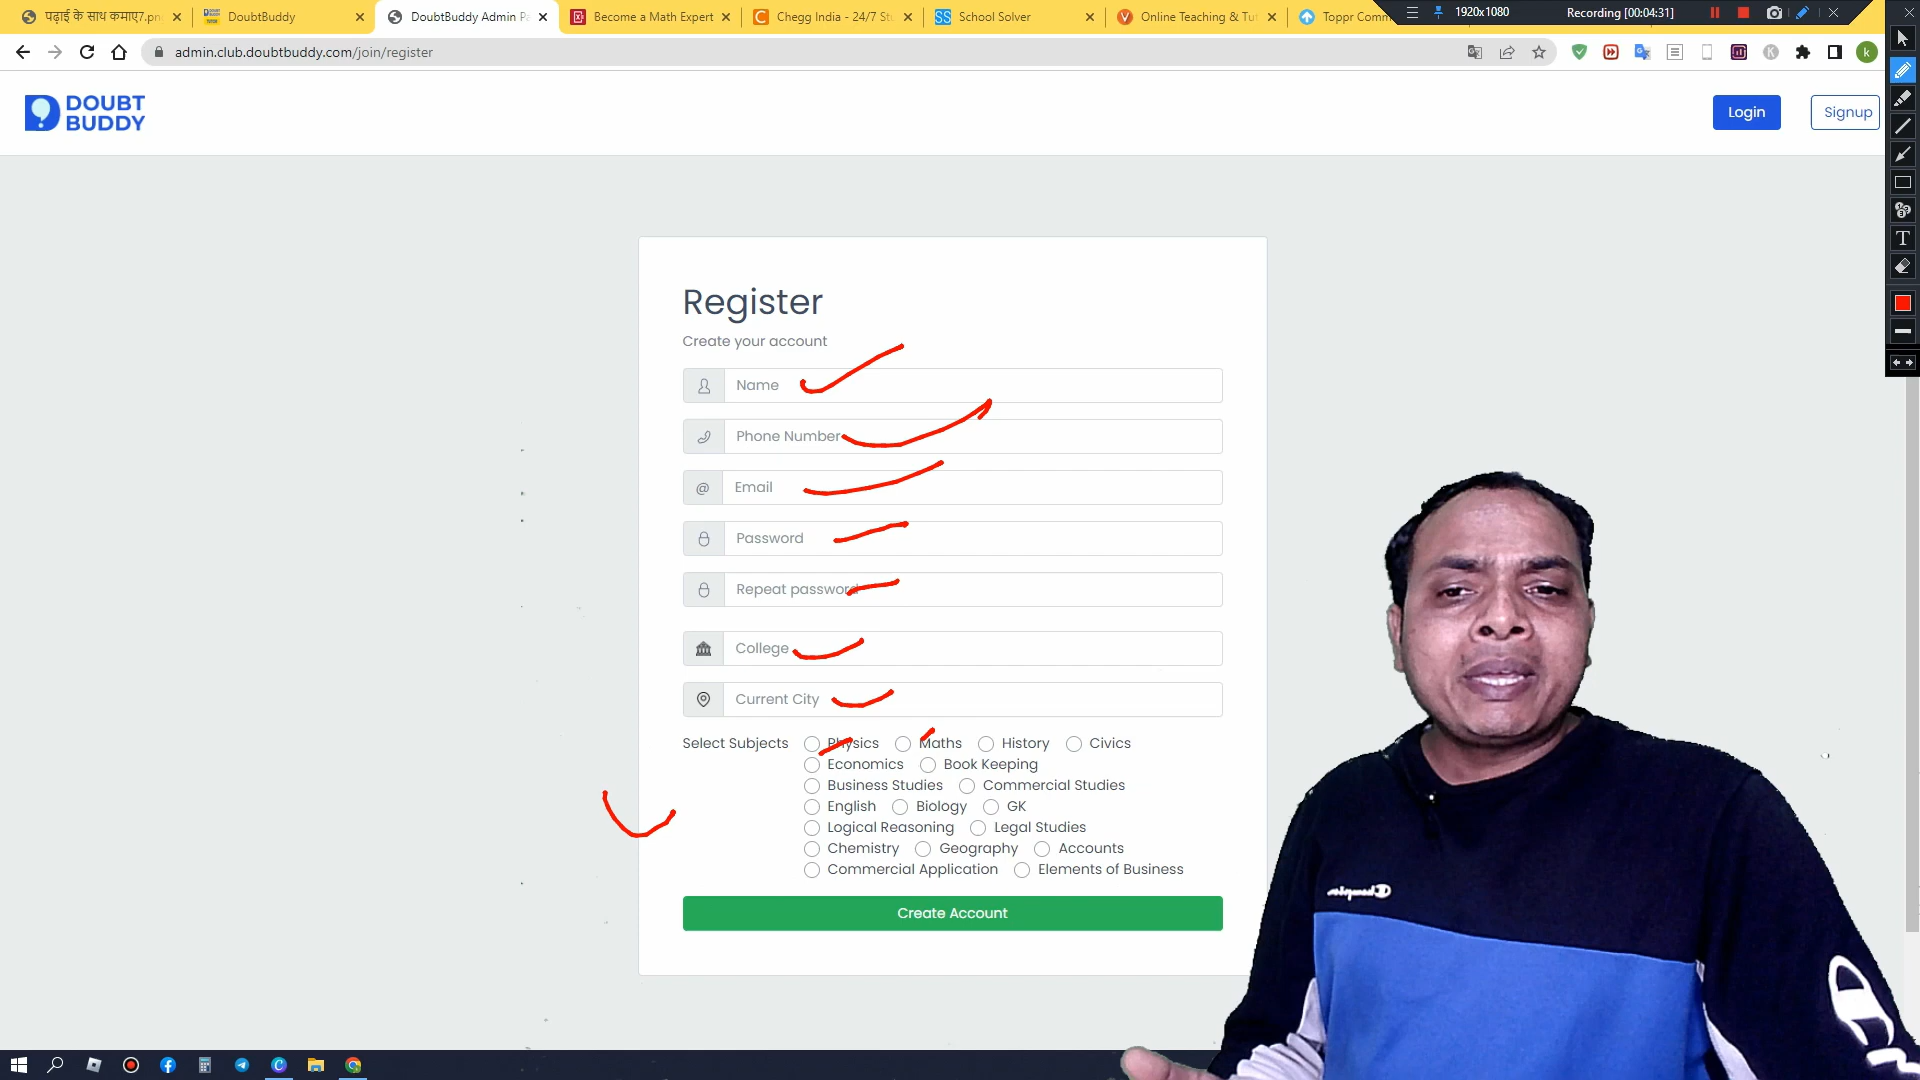 पढ़ाई के साथ कमाए7.pn
DoubtBuddy
DoubtBuddy Admin Pa
Become a Math Expert
Chegg India - 24/7 St
School Solver
Online Teaching & Tut
Toppr Comm
1920x1080
Recording [00:04:31]
admin.club.doubtbuddy.com/join/register
k
DOUBT
BUDDY
Login
Signup
Register
Create your account
Name
Phone Number
@ Email
Password
Repeat password
College
Current City
Select Subjects Physics Maths History Civics
Economics Book Keeping
Business Studies Commercial Studies
English Biology GK
Logical Reasoning Legal Studies
Chemistry Geography Accounts
Commercial Application Elements of Business
Create Account
Champion